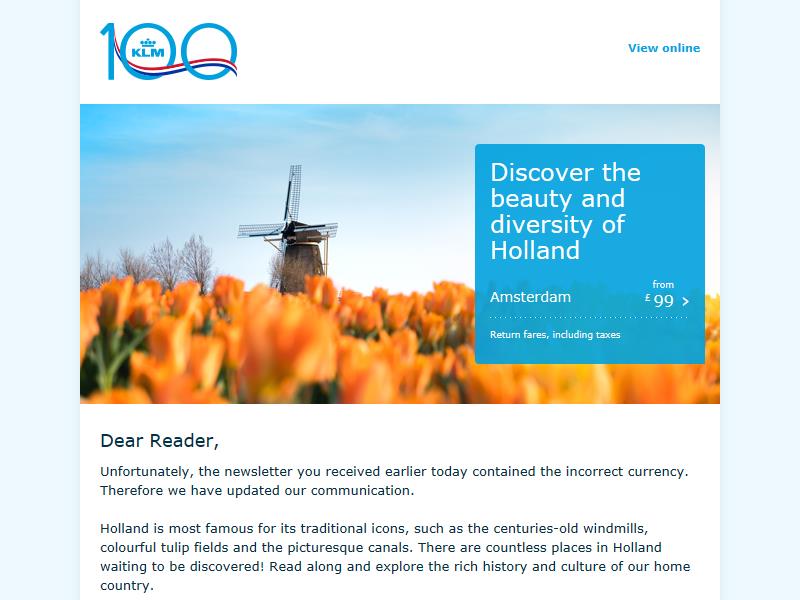 100
KLM
View online
Discover the
beauty and
diversity of
Holland
from
Amsterdam £ 99 ›
Return fares, including taxes
Dear Reader,
Unfortunately, the newsletter you received earlier today contained the incorrect currency.
Therefore we have updated our communication.
Holland is most famous for its traditional icons, such as the centuries-old windmills,
colourful tulip fields and the picturesque canals. There are countless places in Holland
waiting to be discovered! Read along and explore the rich history and culture of our home
country.